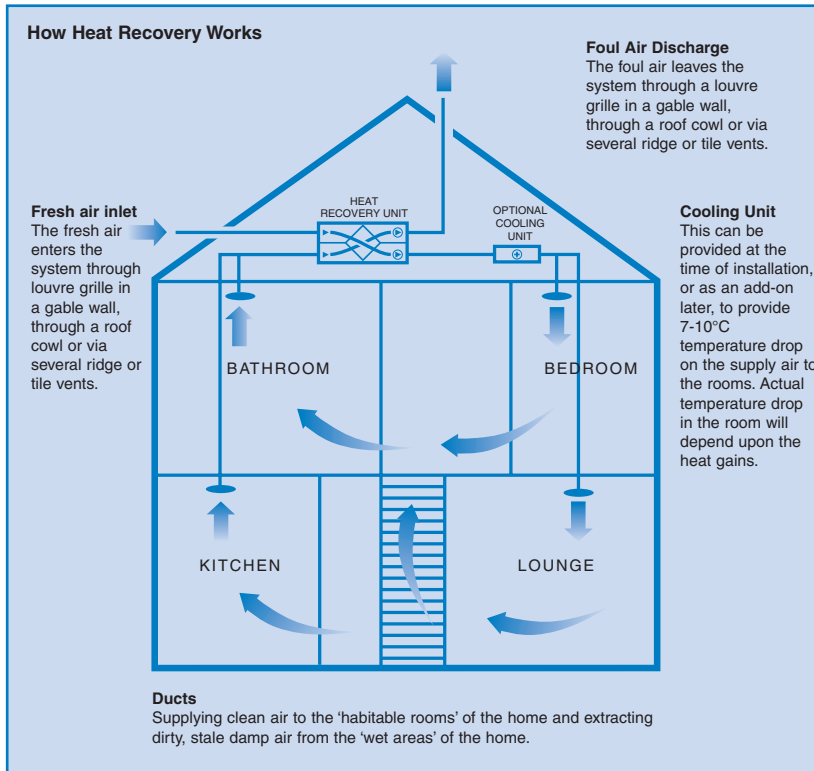 How Heat Recovery Works
Foul Air Discharge
The foul air leaves the
system through a louvre
grille in a gable wall,
through a roof cowl or via
several ridge or tile vents.
Fresh air inlet
The fresh air
enters the
system through
louvre grille in
a gable wall,
through a roof
cowl or via
several ridge or
tile vents.
HEAT
RECOVERY UNIT
OPTIONAL
COOLING
UNIT
Cooling Unit
This can be
provided at the
time of installation,
or as an add-on
later, to provide
7-10°C
temperature drop
on the supply air to
the rooms. Actual
temperature drop
in the room will
depend upon the
heat gains.
BATHROOM
BEDROOM
KITCHEN
LOUNGE
Ducts
Supplying clean air to the ‘habitable rooms’ of the home and extracting
dirty, stale damp air from the ‘wet areas’ of the home.